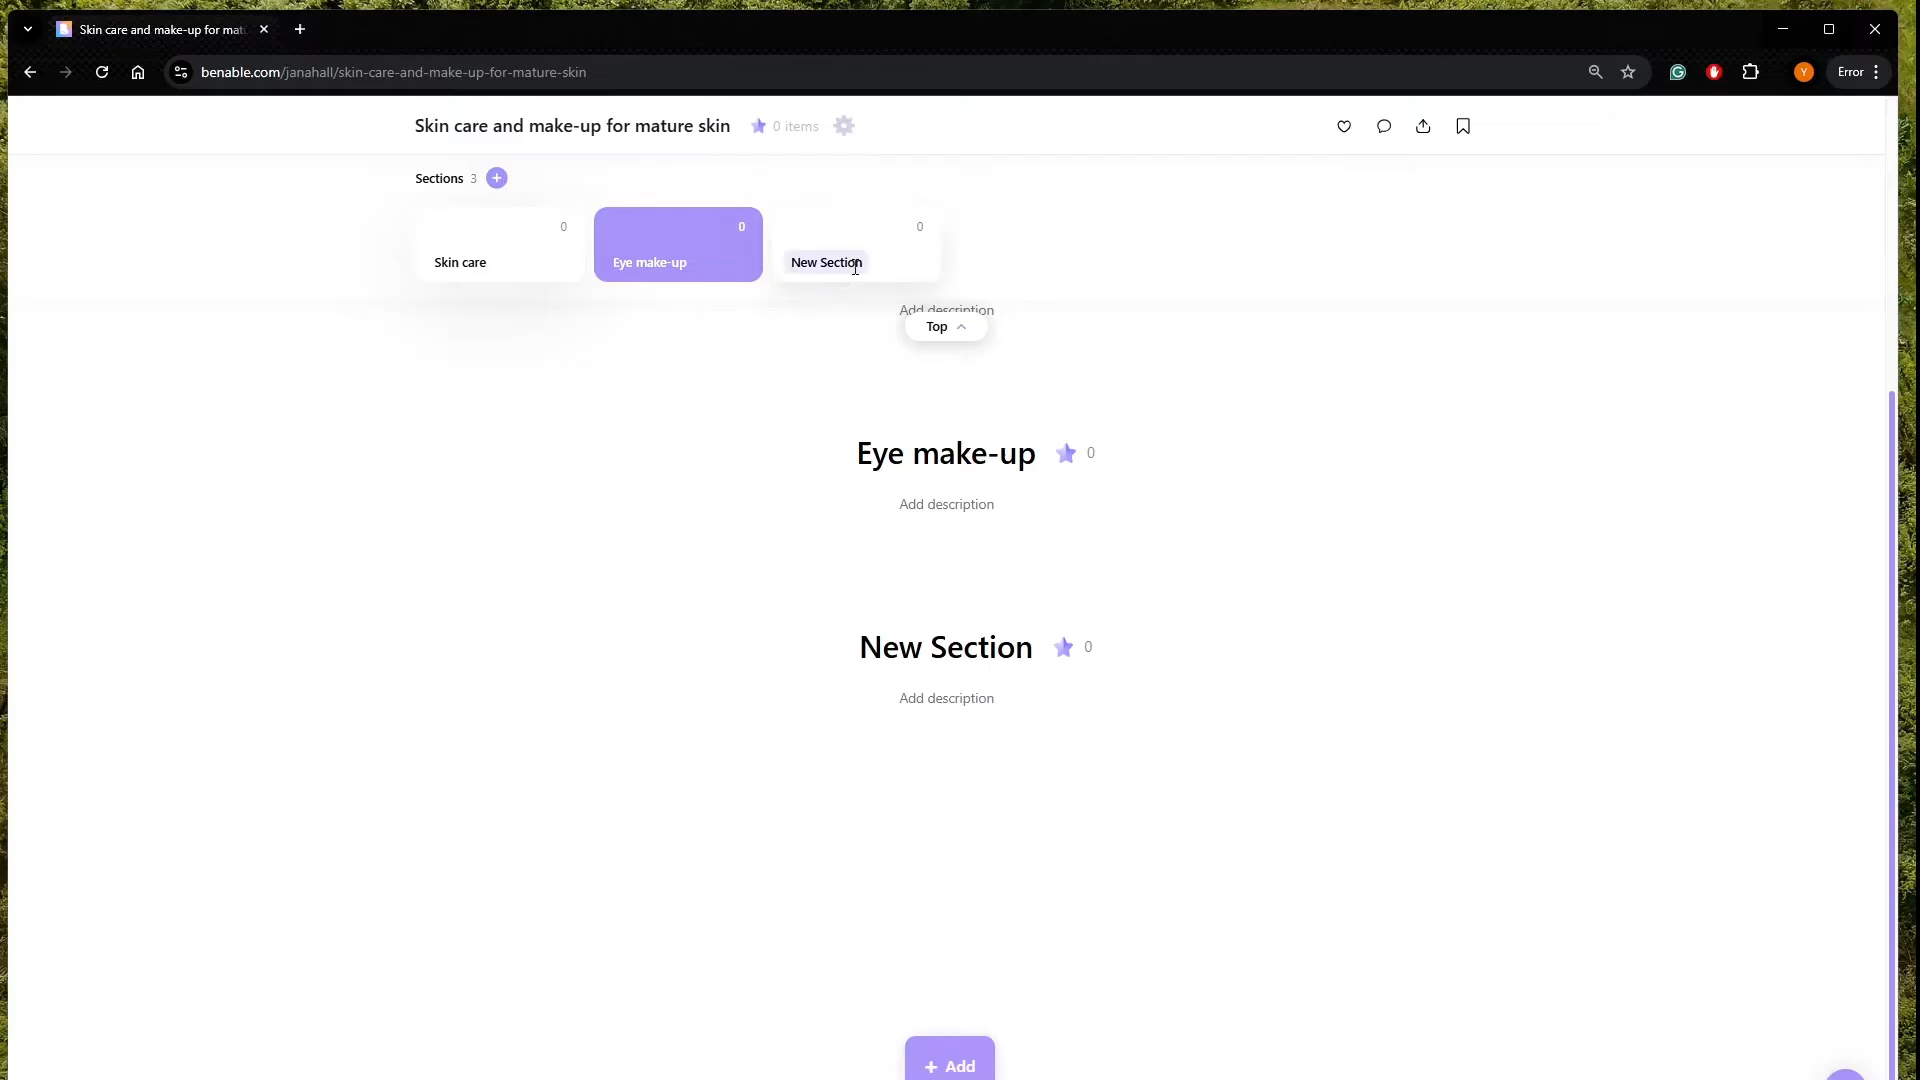 Skin care and make-up for mat
benable.com/janahall/skin-care-and-make-up-for-mature-skin
Y
Error
Skin care and make-up for mature skin
0 items
Sections 3
0
Skin care
0
Eye make-up
0
New Section
Add description
Top
Eye make-up
0
Add description
New Section
0
Add description
+ Add